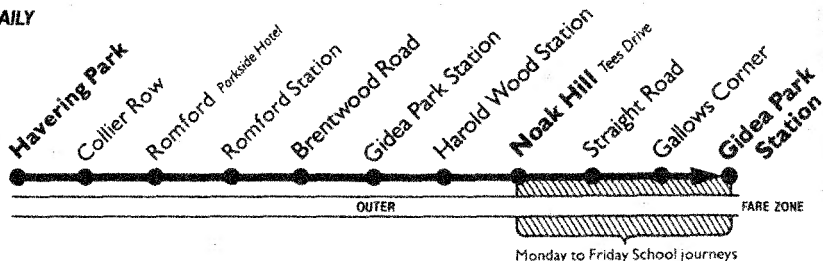 AILY
Havering Park
Collier Row
Romford Parkside Hotel
Romford Station
Brentwood Road
Gidea Park Station
Harold Wood Station
Noak Hill Tees Drive
Straight Road
Gallows Corner
Gidea Park
Station
OUTER
FARE ZONE
Monday to Friday School journeys